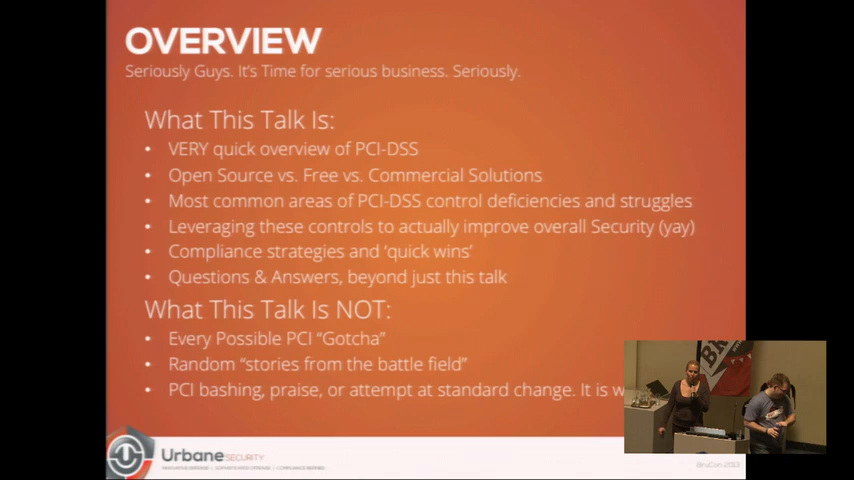 OVERVIEW
Seriously Guys. It's Time for serious business. Seriously.
What This Talk Is:
• VERY quick overview of PCI-DSS
• Open Source vs. Free vs. Commercial Solutions
• Most common areas of PCI-DSS control deficiencies and struggles
• Leveraging these controls to actually improve overall Security (yay)
• Compliance strategies and 'quick wins'
• Questions & Answers, beyond just this talk
What This Talk Is NOT:
• Every Possible PCI "Gotcha"
• Random "stories from the battle field"
• PCI bashing, praise, or attempt at standard change. It is w
BR
Urbane SECURITY
BruCon 2013